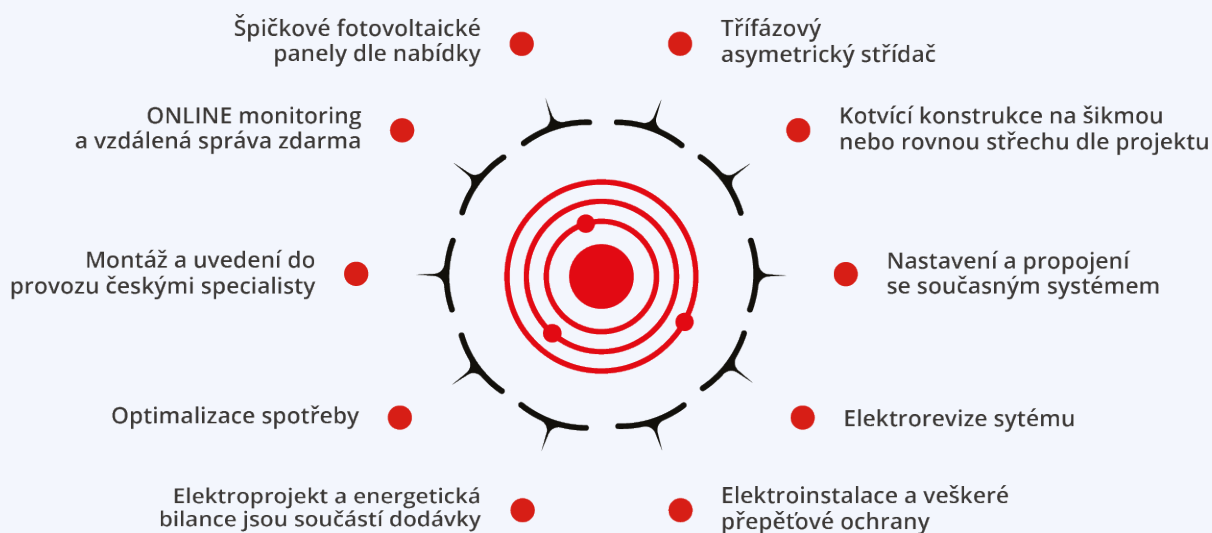 Špičkové fotovoltaické
panely dle nabídky
Třífázový
asymetrický střídač
ONLINE monitoring
a vzdálená správa zdarma
Kotvící konstrukce na šikmou
nebo rovnou střechu dle projektu
Montáž a uvedení do
provozu českými specialisty
Nastavení a propojení
se současným systémem
Optimalizace spotřeby
Elektrorevize sytému
Elektroprojekt a energetická
bilance jsou součástí dodávky
Elektroinstalace a veškeré
přepěťové ochrany